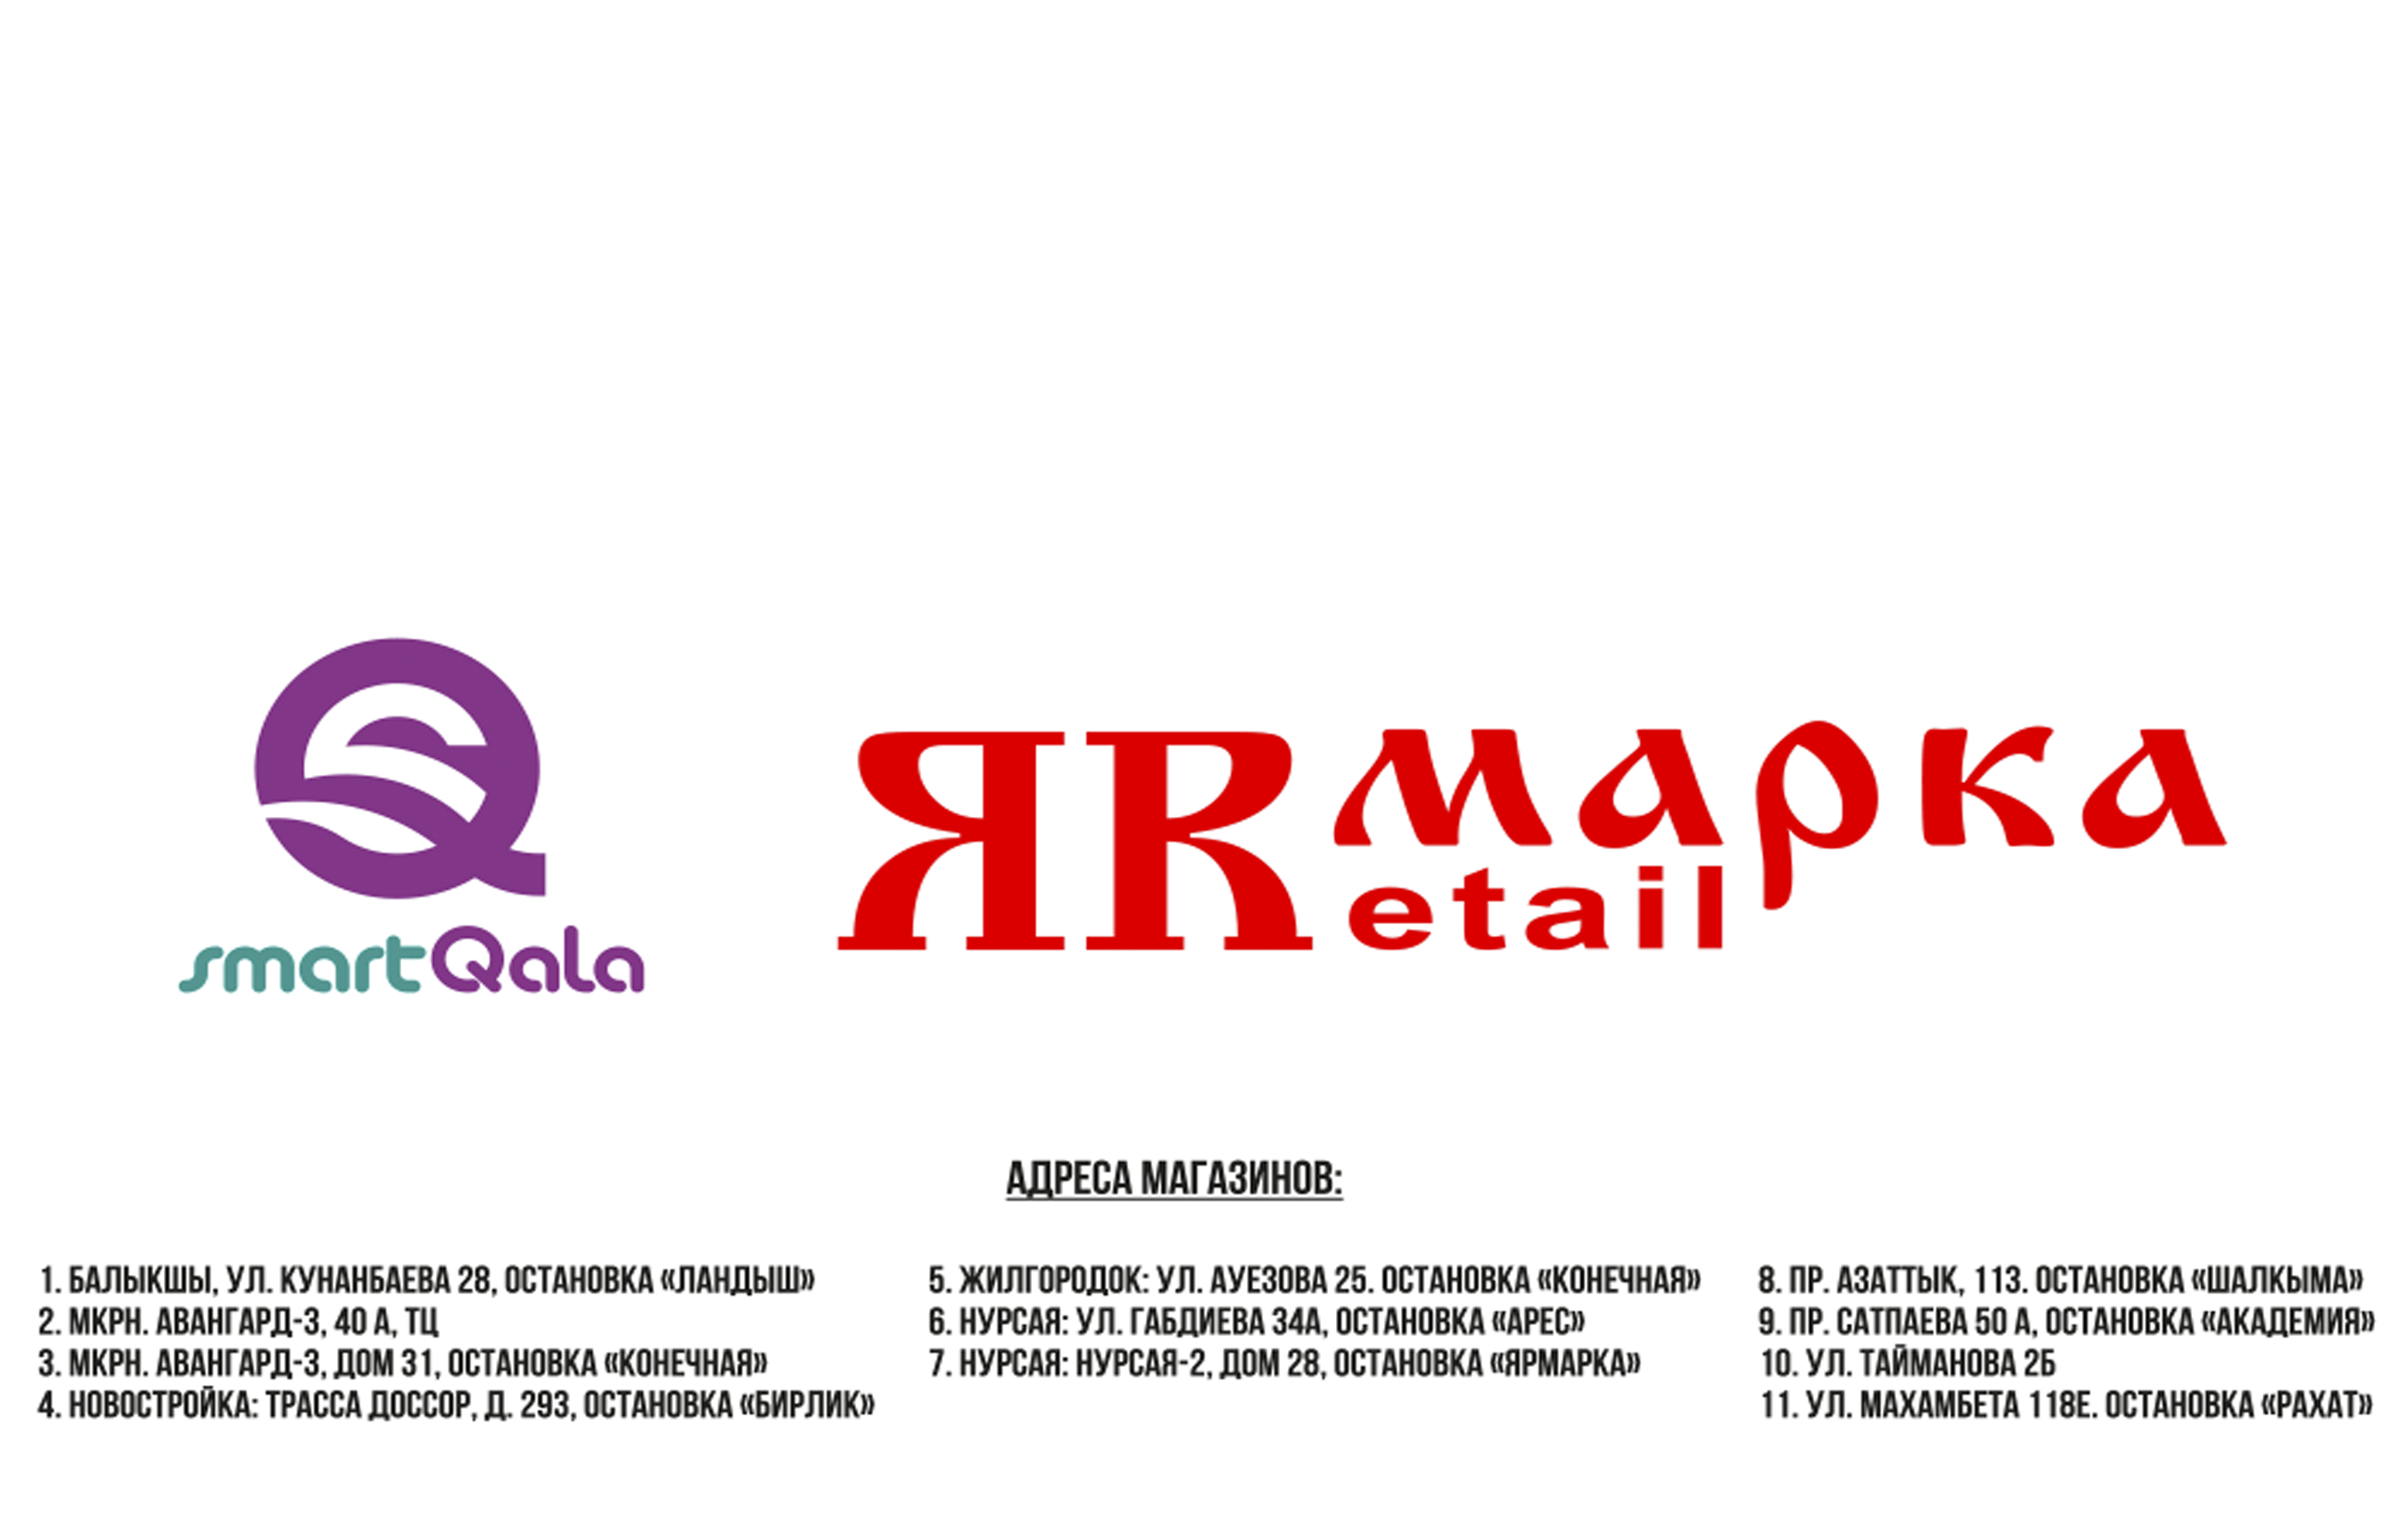 smartQala
ЯRмарка
etail
АДРЕСА МАГАЗИНОВ:
1. БАЛЫКШЫ, УЛ. КУНАНБАЕВА 28, ОСТАНОВКА «ЛАНДЫШ»
2. МКРН. АВАНГАРД-3, 40 А, ТЦ
3. МКРН. АВАНГАРД-3, ДОМ 31, ОСТАНОВКА «КОНЕЧНАЯ»
4. НОВОСТРОЙКА: ТРАССА ДОССОР, Д. 293, ОСТАНОВКА «БИРЛИК»
5. ЖИЛГОРОДОК: УЛ. АУЕЗОВА 25. ОСТАНОВКА «КОНЕЧНАЯ»
6. НУРСАЯ: УЛ. ГАБДИЕВА 34А, ОСТАНОВКА «АРЕС»
7. НУРСАЯ: НУРСАЯ-2, ДОМ 28, ОСТАНОВКА «ЯРМАРКА»
8. ПР. АЗАТТЫК, 113. ОСТАНОВКА «ШАЛКЫМА»
9. ПР. САТПАЕВА 50 А, ОСТАНОВКА «АКАДЕМИЯ»
10. УЛ. ТАЙМАНОВА 2Б
11. УЛ. МАХАМБЕТА 118Е. ОСТАНОВКА «РАХАТ»